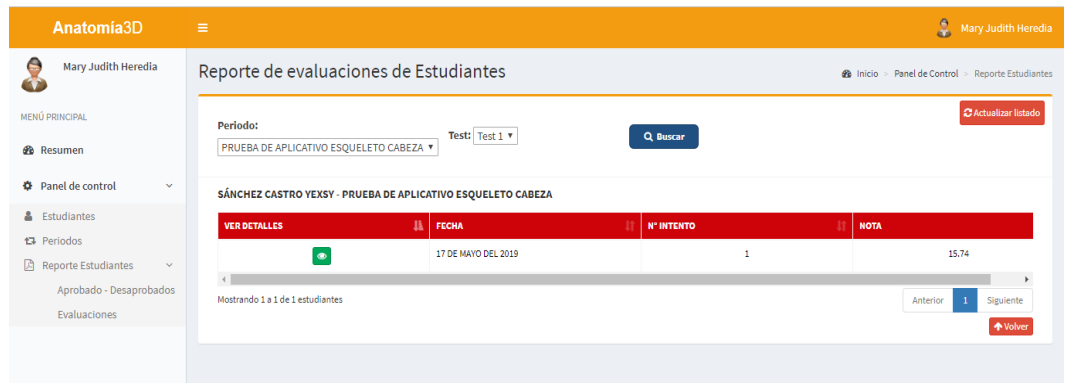 Anatomía3D
Mary Judith Heredia
Mary Judith Heredia
MENÚ PRINCIPAL
Resumen
Panel de control
Estudiantes
Periodos
Reporte Estudiantes
Aprobado - Desaprobados
Evaluaciones
Reporte de evaluaciones de Estudiantes
Inicio > Panel de Control > Reporte Estudiantes
Actualizar listado
Periodo:
PRUEBA DE APLICATIVO ESQUELETO CABEZA
Test: Test 1
Buscar
SÁNCHEZ CASTRO YEXSY - PRUEBA DE APLICATIVO ESQUELETO CABEZA
VER DETALLES FECHA N° INTENTO NOTA
17 DE MAYO DEL 2019 1 15.74
Mostrando 1 a 1 de 1 estudiantes
Anterior 1 Siguiente
Volver